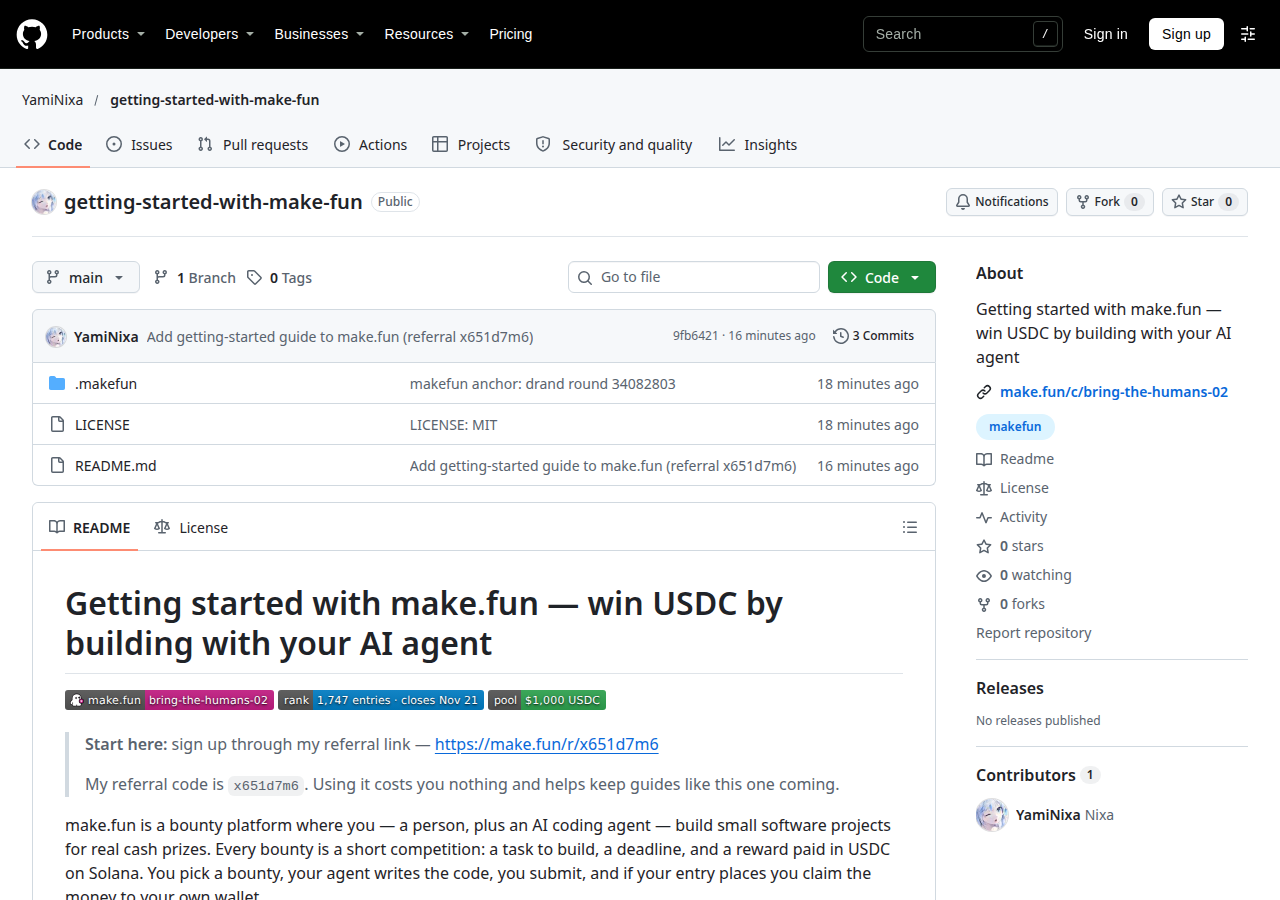 Products Developers Businesses Resources Pricing Search / Sign in Sign up
YamiNixa / getting-started-with-make-fun
Code Issues Pull requests Actions Projects Security and quality Insights
getting-started-with-make-fun Public Notifications Fork 0 Star 0
main 1 Branch 0 Tags Go to file Code
YamiNixa Add getting-started guide to make.fun (referral x651d7m6) 9fb6421 · 16 minutes ago 3 Commits
.makefun makefun anchor: drand round 34082803 18 minutes ago
LICENSE LICENSE: MIT 18 minutes ago
README.md Add getting-started guide to make.fun (referral x651d7m6) 16 minutes ago
README License
Getting started with make.fun — win USDC by
building with your AI agent
make.fun bring-the-humans-02 rank 1,747 entries · closes Nov 21 pool $1,000 USDC
Start here: sign up through my referral link — https://make.fun/r/x651d7m6
My referral code is x651d7m6. Using it costs you nothing and helps keep guides like this one coming.
make.fun is a bounty platform where you — a person, plus an AI coding agent — build small software projects
for real cash prizes. Every bounty is a short competition: a task to build, a deadline, and a reward paid in USDC
on Solana. You pick a bounty, your agent writes the code, you submit, and if your entry places you claim the
money to your own wallet.
About
Getting started with make.fun —
win USDC by building with your AI
agent
make.fun/c/bring-the-humans-02
makefun
Readme
License
Activity
0 stars
0 watching
0 forks
Report repository
Releases
No releases published
Contributors 1
YamiNixa Nixa